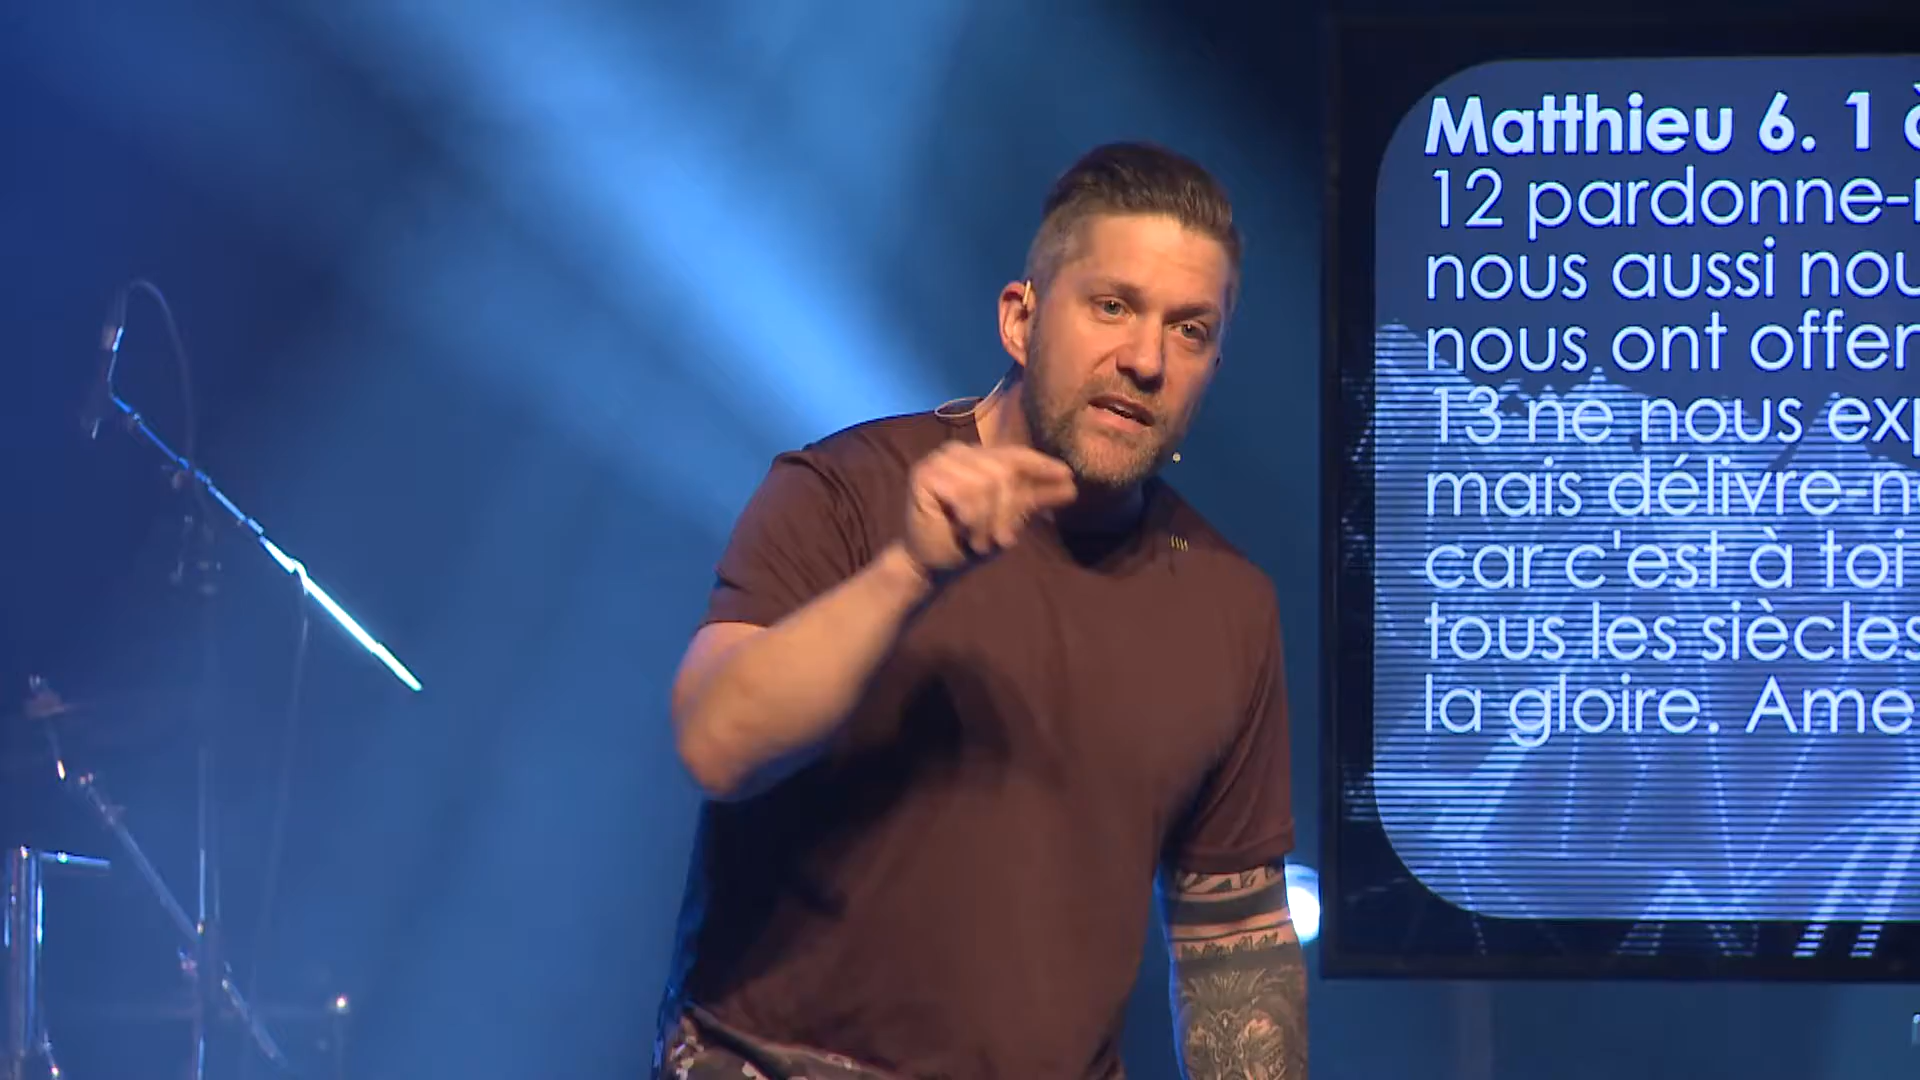 Matthieu 6. 1 à
12 pardonne-
nous aussi nou
nous ont offen
13 ne nous exp
mais délivre-n
car c'est à toi
tous les siècles
la gloire. Ame